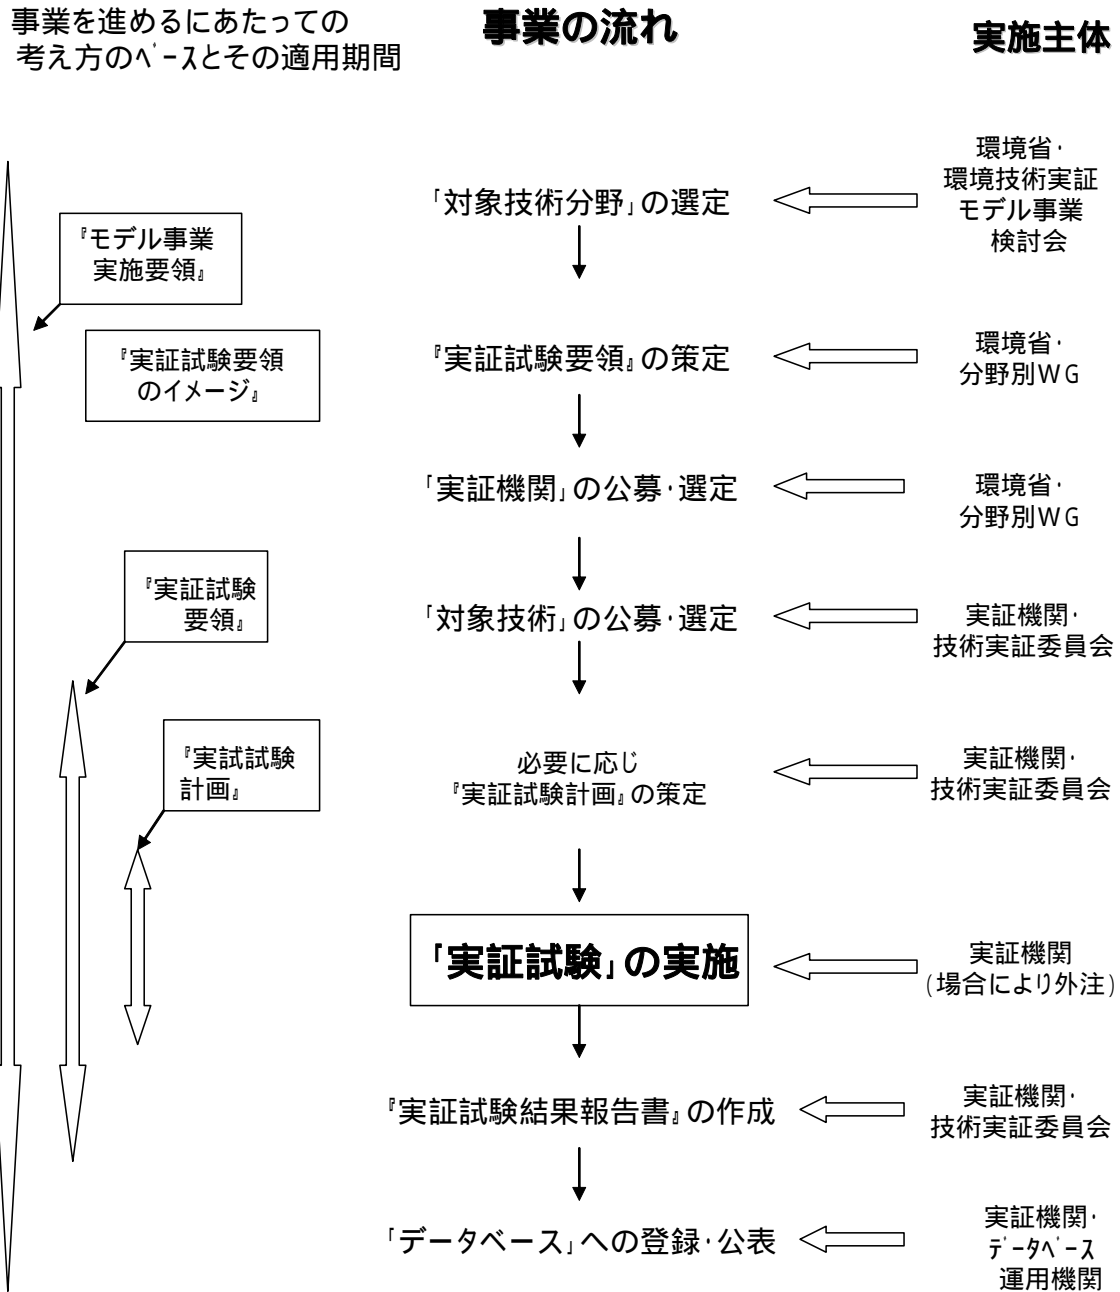 事業を進めるにあたっての
考え方のﾍﾞｰｽとその適用期間
事業の流れ
実施主体
「対象技術分野」の選定
環境省・
環境技術実証
モデル事業
検討会
『モデル事業
実施要領』
『実証試験要領
のイメージ』
『実証試験要領』の策定
環境省・
分野別WG
「実証機関」の公募・選定
環境省・
分野別WG
『実証試験
要領』
「対象技術」の公募・選定
実証機関・
技術実証委員会
『実試試験
計画』
必要に応じ
『実証試験計画』の策定
実証機関・
技術実証委員会
「実証試験」の実施
実証機関
(場合により外注)
『実証試験結果報告書』の作成
実証機関・
技術実証委員会
「データベース」への登録・公表
実証機関・
ﾃﾞｰﾀﾍﾞｰｽ
運用機関